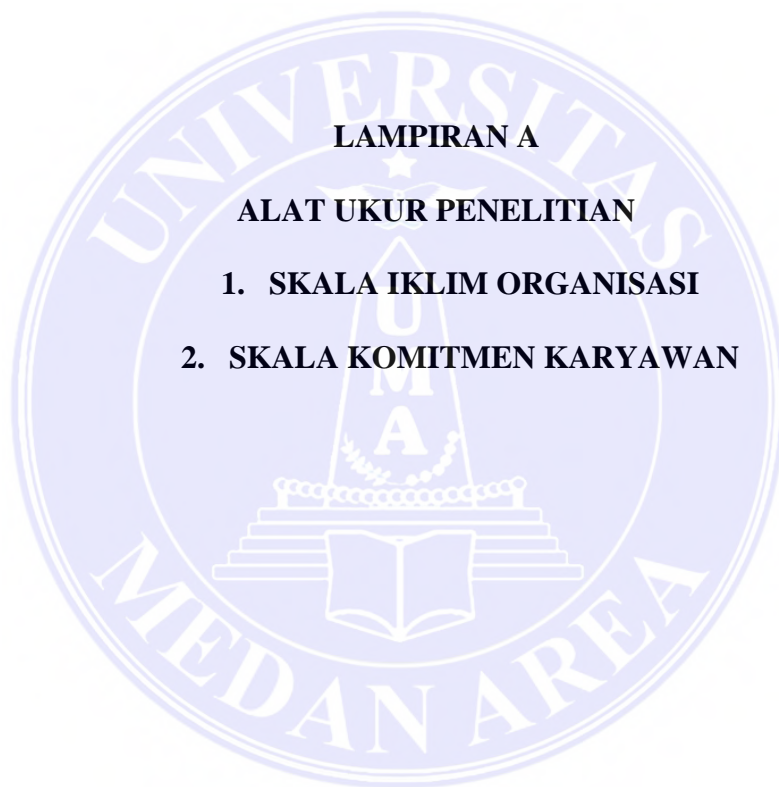 UNIVERSITAS
LAMPIRAN A
ALAT UKUR PENELITIAN
1. SKALA IKLIM ORGANISASI
2. SKALA KOMITMEN KARYAWAN
U
M
A
MEDAN AREA